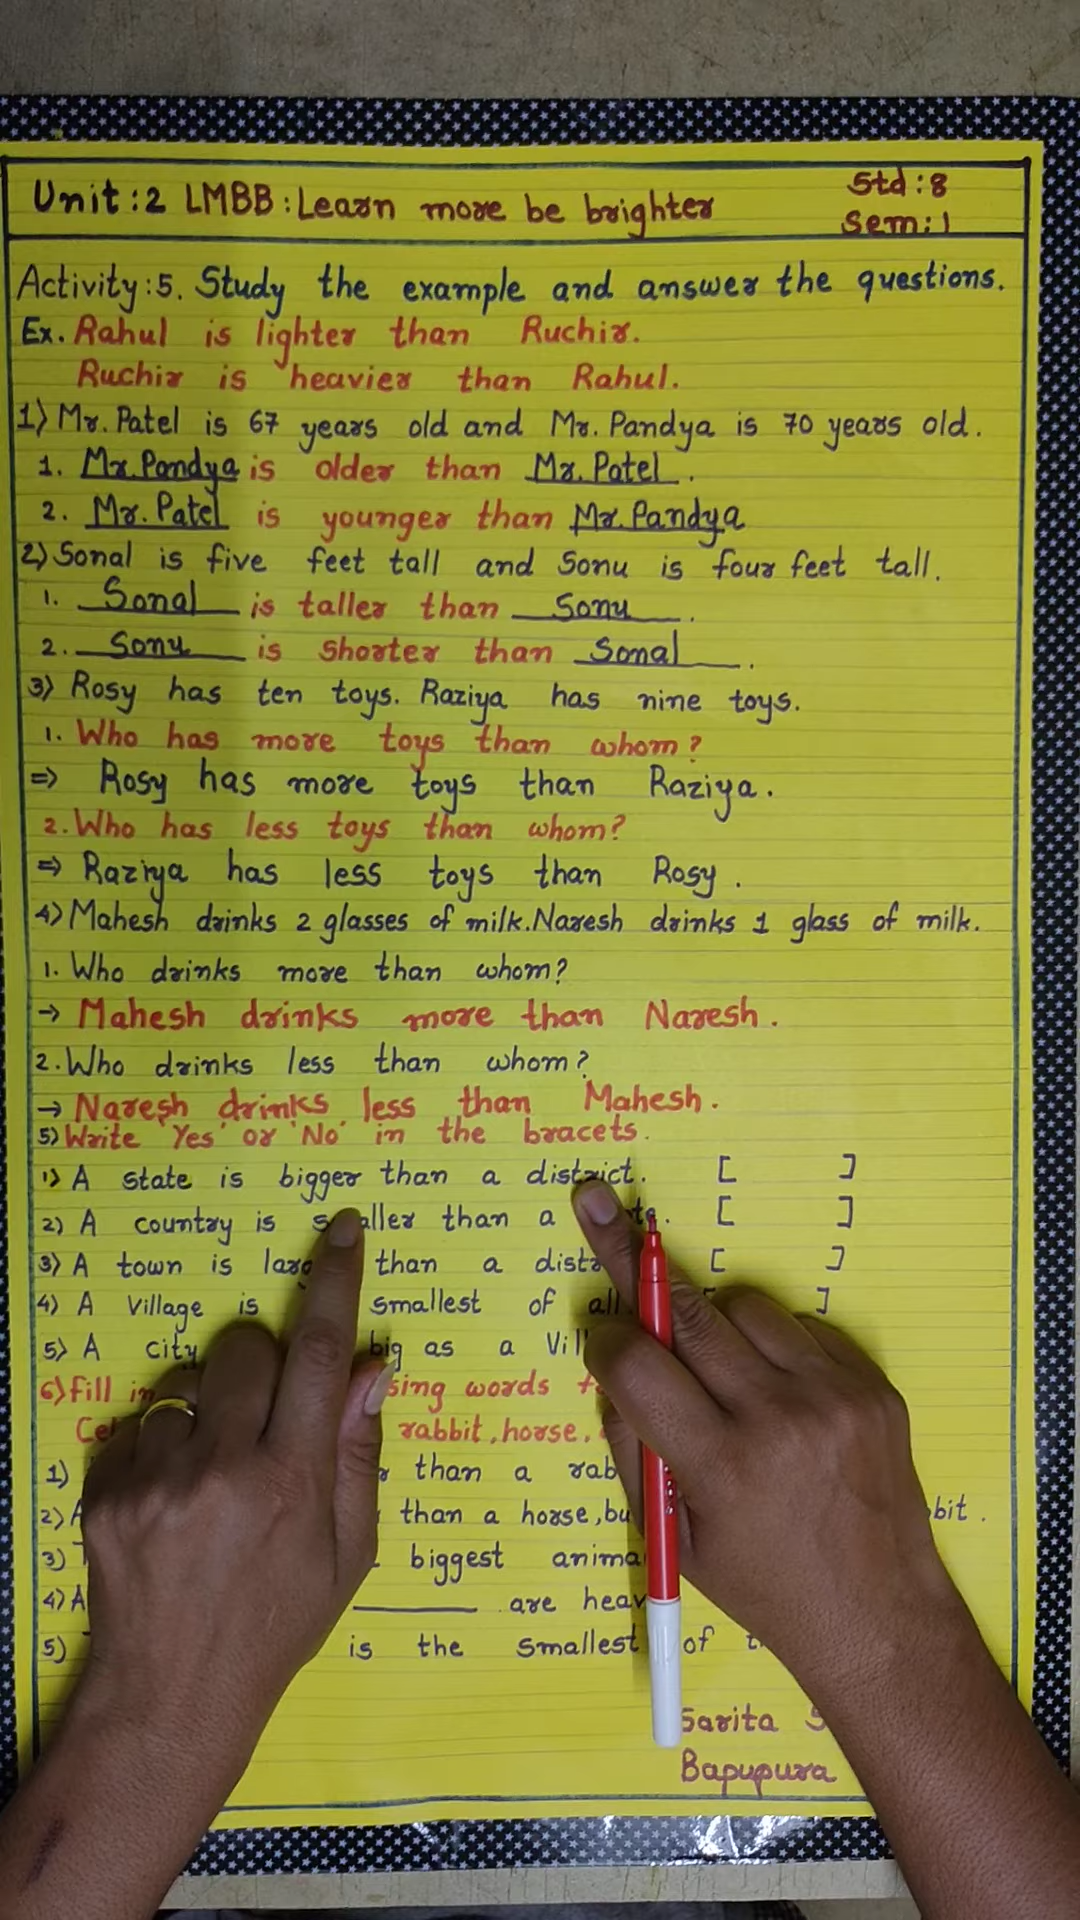 Unit:2 LMBB:Learn more be brighter
Std:8
Sem:1
Activity:5. Study the example and answer the questions.
Ex. Rahul is lighter than Ruchir.
Ruchir is heavier than Rahul.
1) Mr. Patel is 67 years old and Mr. Pandya is 70 years old.
1. Mr. Pandya is older than Mr. Patel.
2. Mr. Patel is younger than Mr. Pandya
2) Sonal is five feet tall and Sonu is four feet tall.
1. Sonal is taller than Sonu.
2. Sonu is shorter than Sonal.
3) Rosy has ten toys. Raziya has nine toys.
1. Who has more toys than whom?
⇒ Rosy has more toys than Raziya.
2. Who has less toys than whom?
⇒ Raziya has less toys than Rosy.
4) Mahesh drinks 2 glasses of milk. Naresh drinks 1 glass of milk.
1. Who drinks more than whom?
→ Mahesh drinks more than Naresh.
2. Who drinks less than whom?
→ Naresh drinks less than Mahesh.
5) Write 'Yes' or 'No' in the bracets.
1) A state is bigger than a district. [ ]
2) A country is smaller than a [ ]
3) A town is than a [ ]
4) A village is smallest of all. ]
5) A city big as a
6) Fill in words
rabbit, horse,
1) than a
2) A than a horse, but
3) biggest
4) A ______ are
5) is the smallest of
Sarita
Bapupura